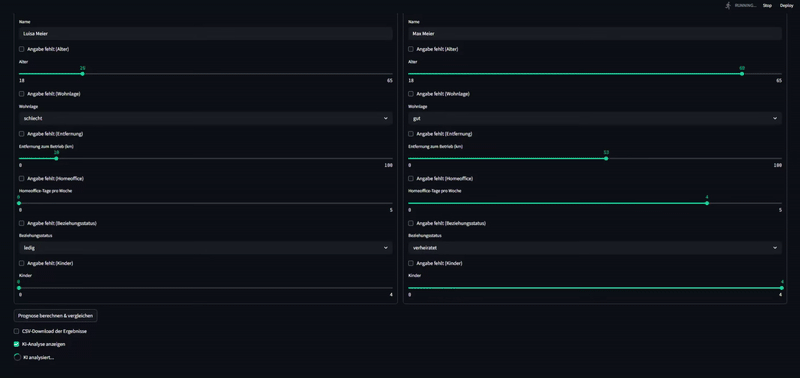 RUNNING... Stop Deploy
Name
Luisa Meier
Angabe fehlt (Alter)
Alter
26
18 65
Angabe fehlt (Wohnlage)
Wohnlage
schlecht
Angabe fehlt (Entfernung)
Entfernung zum Betrieb (km)
10
0 100
Angabe fehlt (Homeoffice)
Homeoffice-Tage pro Woche
0
0 5
Angabe fehlt (Beziehungsstatus)
Beziehungsstatus
ledig
Angabe fehlt (Kinder)
Kinder
0
0 4
Name
Max Meier
Angabe fehlt (Alter)
Alter
60
18 65
Angabe fehlt (Wohnlage)
Wohnlage
gut
Angabe fehlt (Entfernung)
Entfernung zum Betrieb (km)
53
0 100
Angabe fehlt (Homeoffice)
Homeoffice-Tage pro Woche
4
0 5
Angabe fehlt (Beziehungsstatus)
Beziehungsstatus
verheiratet
Angabe fehlt (Kinder)
Kinder
4
0 4
Prognose berechnen & vergleichen
CSV-Download der Ergebnisse
KI-Analyse anzeigen
KI analysiert...